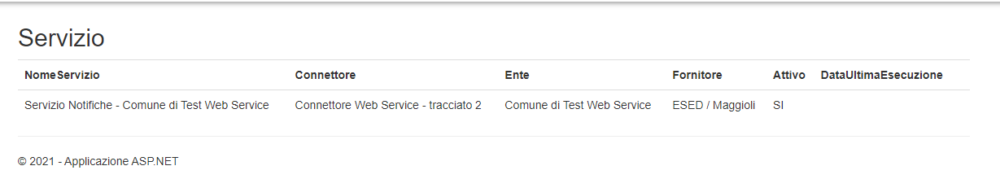 Servizio
NomeServizio Connettore Ente Fornitore Attivo DataUltimaEsecuzione
Servizio Notifiche - Comune di Test Web Service Connettore Web Service - tracciato 2 Comune di Test Web Service ESED / Maggioli SI
© 2021 - Applicazione ASP.NET